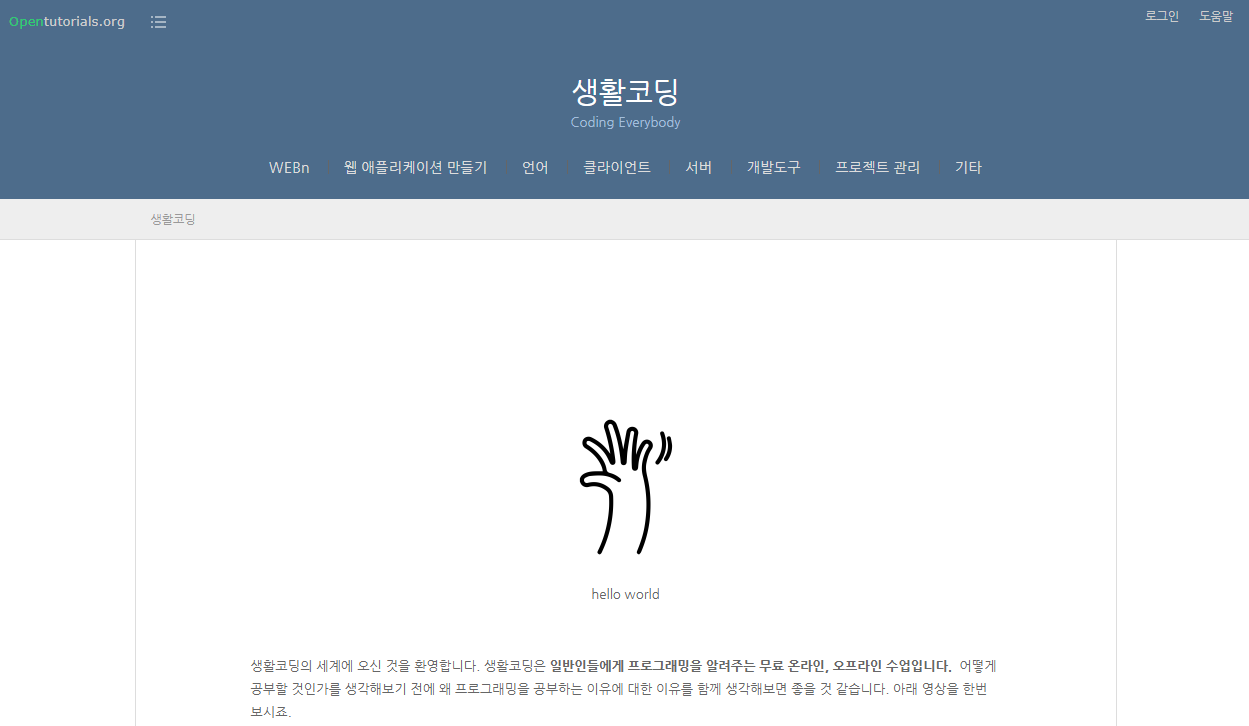 Opentutorials.org
로그인 도움말
생활코딩
Coding Everybody
WEBn 웹 애플리케이션 만들기 언어 클라이언트 서버 개발도구 프로젝트 관리 기타
생활코딩
hello world
생활코딩의 세계에 오신 것을 환영합니다. 생활코딩은 일반인들에게 프로그래밍을 알려주는 무료 온라인, 오프라인 수업입니다. 어떻게
공부할 것인가를 생각해보기 전에 왜 프로그래밍을 공부하는 이유에 대한 이유를 함께 생각해보면 좋을 것 같습니다. 아래 영상을 한번
보시죠.